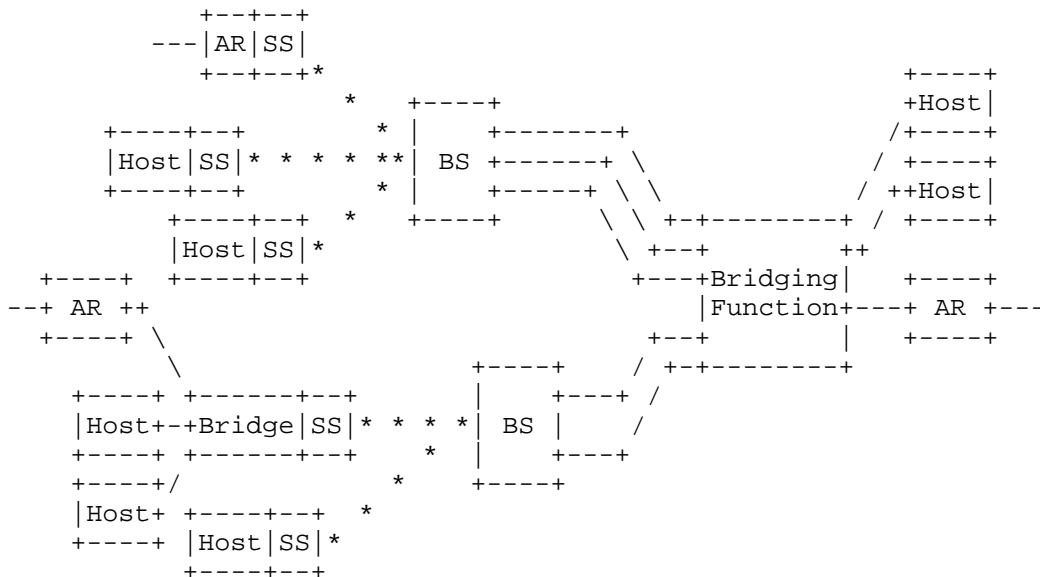 AR SS
Host
Host SS BS
Host
Host SS
Bridging
AR Function AR
Host Bridge SS BS
Host
Host SS